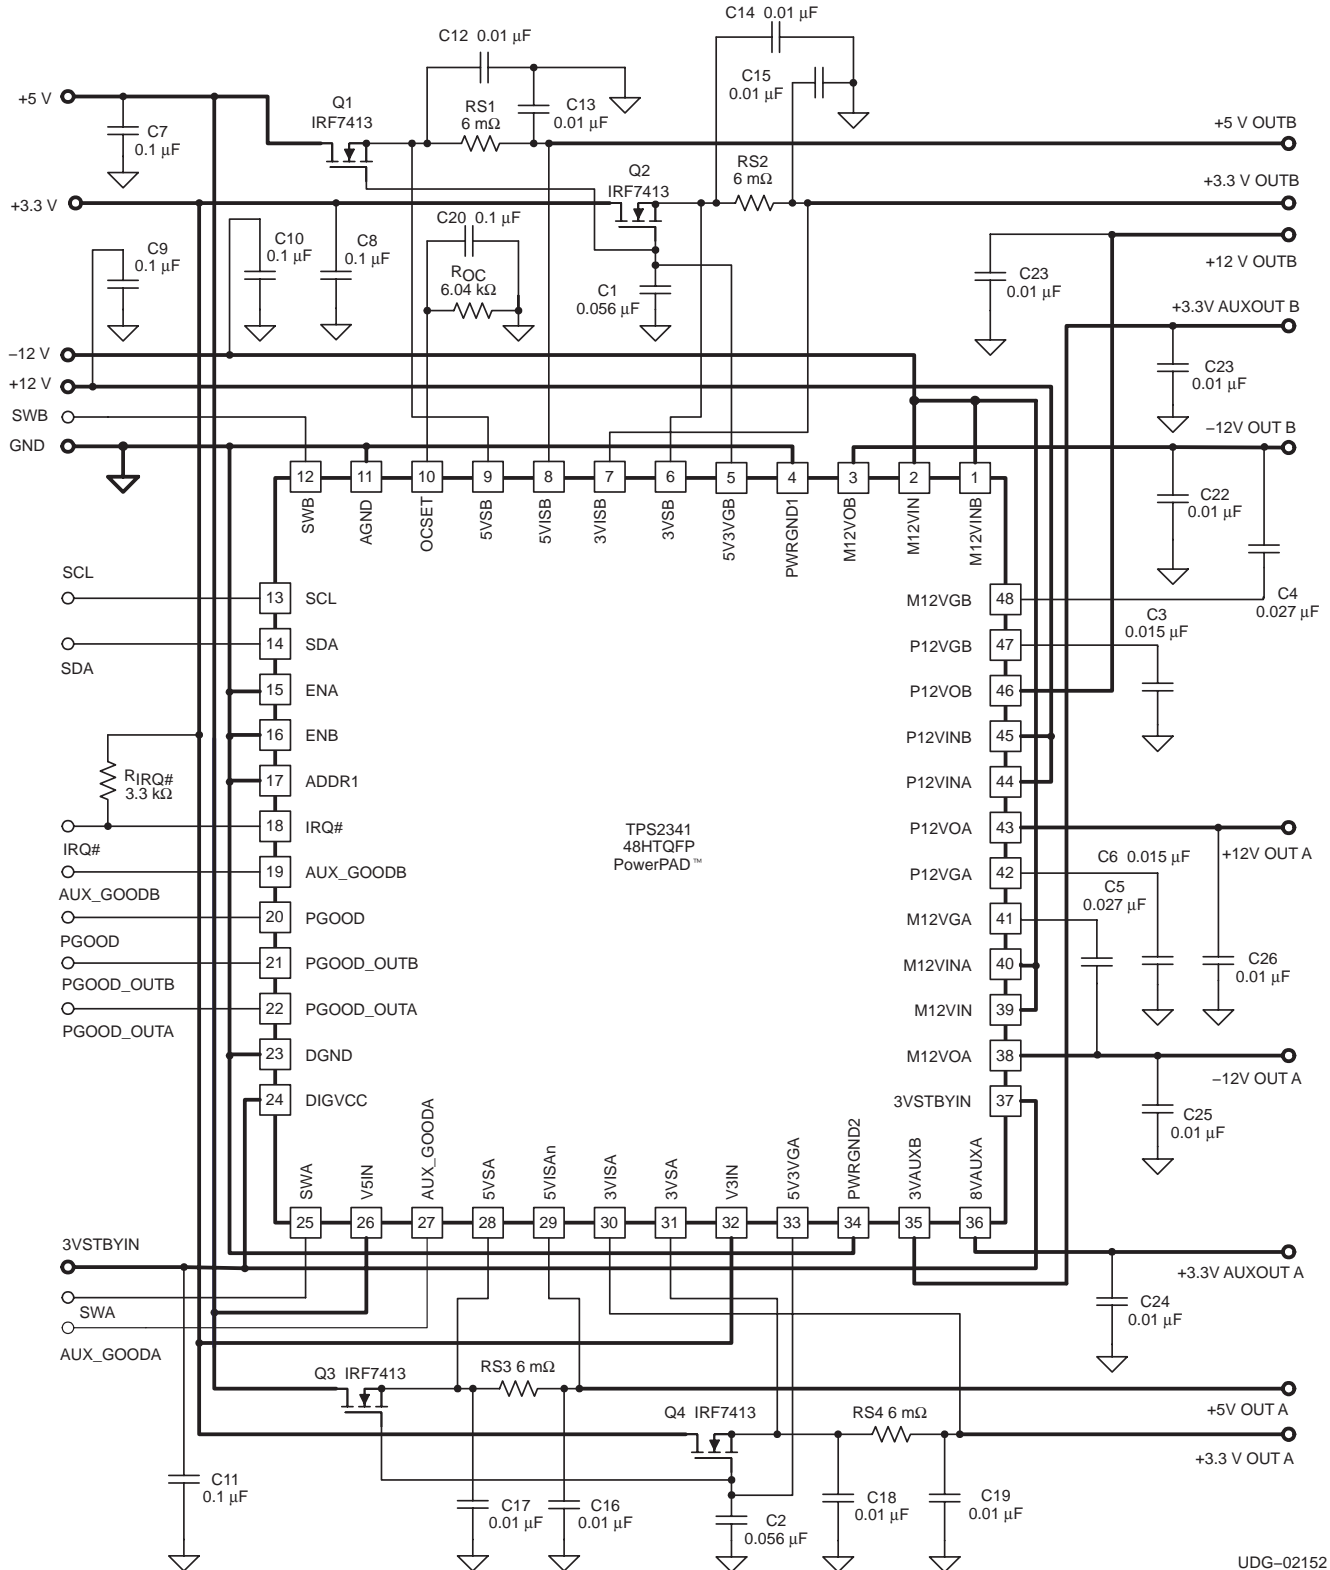 C14 0.01 μF
C12 0.01 μF
C15
0.01 μF
+5 V
Q1
IRF7413
RS1
6 mΩ
C13
0.01 μF
C7
0.1 μF
+5 V OUTB
RS2
6 mΩ
Q2
IRF7413
+3.3 V
+3.3 V OUTB
C20 0.1 μF
C9
0.1 μF
C10
0.1 μF
C8
0.1 μF
ROC
6.04 kΩ
C1
0.056 μF
C23
0.01 μF
+12 V OUTB
+3.3V AUXOUT B
–12 V
C23
0.01 μF
+12 V
SWB
GND
–12V OUT B
12
11
10
9
8
7
6
5
4
3
2
1
SWB
AGND
OCSET
5VSB
5VISB
3VISB
3VSB
5V3VGB
PWRGND1
M12VOB
M12VIN
M12VINB
C22
0.01 μF
SCL
13 SCL
M12VGB 48
C4
0.027 μF
C3
0.015 μF
14 SDA
P12VGB 47
SDA
15 ENA
P12VOB 46
16 ENB
P12VINB 45
RIRQ#
3.3 kΩ
17 ADDR1
P12VINA 44
18 IRQ#
TPS2341
48HTQFP
PowerPAD™
P12VOA 43
IRQ#
+12V OUT A
19 AUX_GOODB
P12VGA 42
C6 0.015 μF
AUX_GOODB
C5
0.027 μF
20 PGOOD
M12VGA 41
PGOOD
21 PGOOD_OUTB
M12VINA 40
C26
0.01 μF
PGOOD_OUTB
22 PGOOD_OUTA
M12VIN 39
PGOOD_OUTA
23 DGND
M12VOA 38
–12V OUT A
24 DIGVCC
3VSTBYIN 37
C25
0.01 μF
SWA
V5IN
AUX_GOODA
5VSA
5VISAn
3VISA
3VSA
V3IN
5V3VGA
PWRGND2
3VAUXB
8VAUXA
25
26
27
28
29
30
31
32
33
34
35
36
3VSTBYIN
+3.3V AUXOUT A
SWA
C24
0.01 μF
AUX_GOODA
Q3 IRF7413
RS3 6 mΩ
+5V OUT A
Q4 IRF7413
RS4 6 mΩ
+3.3 V OUT A
C11
0.1 μF
C17
0.01 μF
C16
0.01 μF
C2
0.056 μF
C18
0.01 μF
C19
0.01 μF
UDG–02152